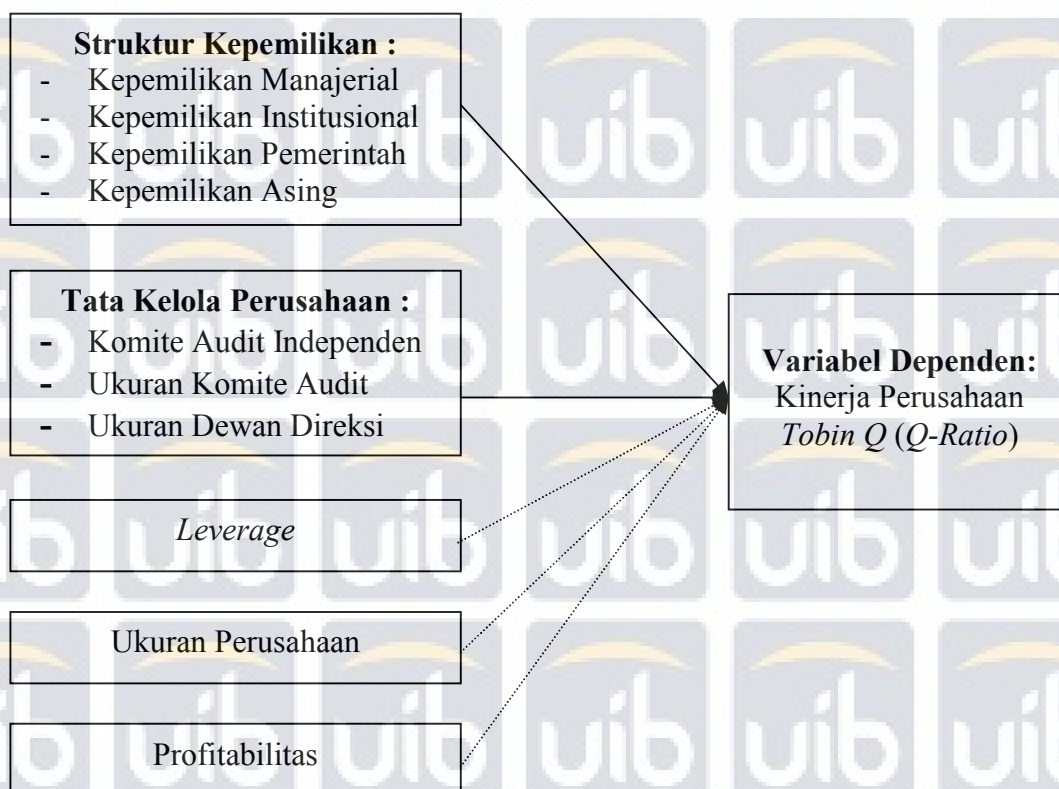 Struktur Kepemilikan :
- Kepemilikan Manajerial
- Kepemilikan Institusional
- Kepemilikan Pemerintah
- Kepemilikan Asing
Tata Kelola Perusahaan :
- Komite Audit Independen
- Ukuran Komite Audit
- Ukuran Dewan Direksi
Leverage
Ukuran Perusahaan
Profitabilitas
Variabel Dependen:
Kinerja Perusahaan
Tobin Q (Q-Ratio)
uib